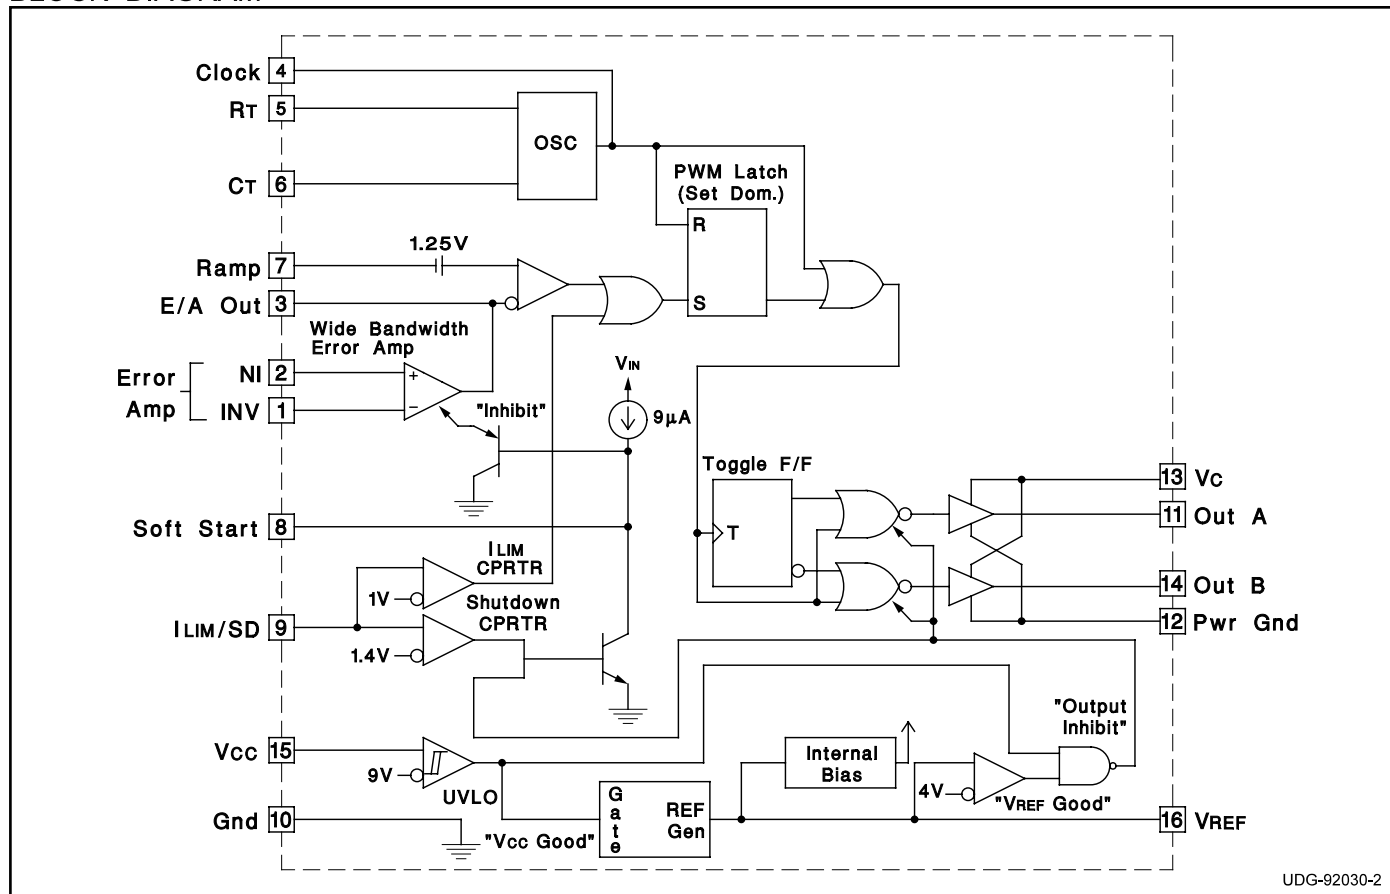 Clock 4
RT 5
OSC
CT 6
PWM Latch
(Set Dom.)
R
S
1.25V
Ramp 7
E/A Out 3
Wide Bandwidth
Error Amp
Error
Amp
NI 2
INV 1
+
−
"Inhibit"
VIN
9µA
Toggle F/F
T
13 VC
11 Out A
14 Out B
12 Pwr Gnd
Soft Start 8
ILIM
CPRTR
1V
Shutdown
CPRTR
ILIM/SD 9
1.4V
"Output
Inhibit"
VCC 15
9V
UVLO
Internal
Bias
4V
"VREF Good"
Gate
REF
Gen
"Vcc Good"
Gnd 10
16 VREF
UDG-92030-2